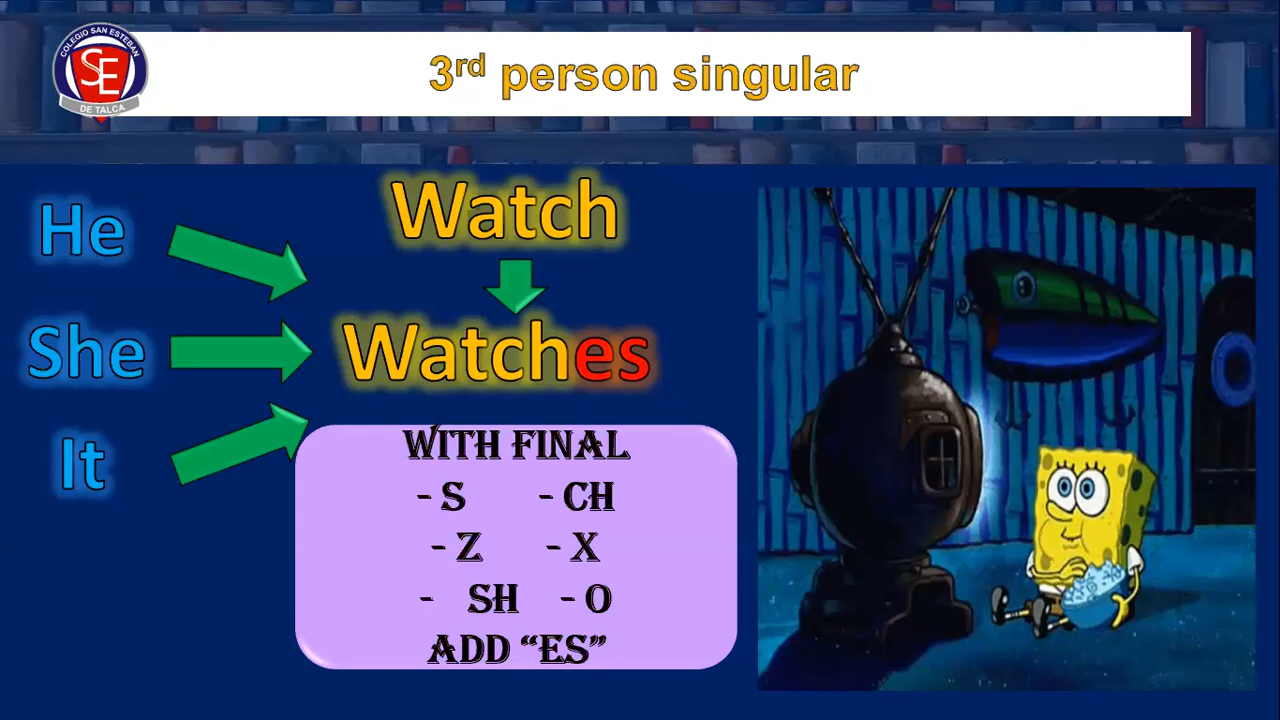 COLEGIO SAN ESTEBAN
SE
DE TALCA
3rd person singular
He
She
It
Watch
Watches
WITH FINAL
- S - CH
- Z - X
- SH - O
ADD “ES”